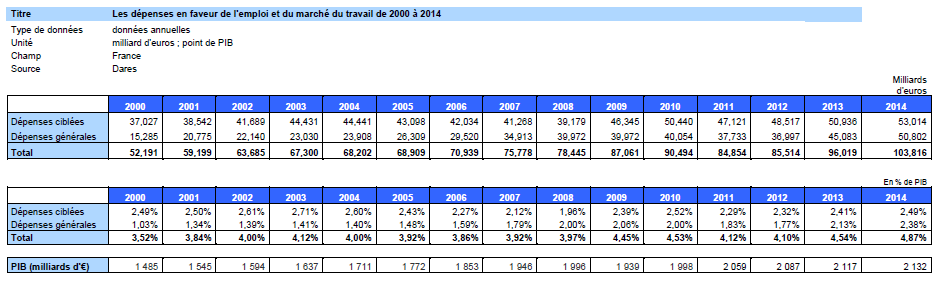 Titre Les dépenses en faveur de l'emploi et du marché du travail de 2000 à 2014
Type de données données annuelles
Unité milliard d'euros ; point de PIB
Champ France
Source Dares
Milliards
d'euros
2000 2001 2002 2003 2004 2005 2006 2007 2008 2009 2010 2011 2012 2013 2014
Dépenses ciblées 37,027 38,542 41,689 44,431 44,441 43,098 42,034 41,268 39,179 46,345 50,440 47,121 48,517 50,936 53,014
Dépenses générales 15,285 20,775 22,140 23,030 23,908 26,309 29,520 34,913 39,972 39,972 40,054 37,733 36,997 45,083 50,802
Total 52,191 59,199 63,685 67,300 68,202 68,909 70,939 75,778 78,445 87,061 90,494 84,854 85,514 96,019 103,816
En % de PIB
2000 2001 2002 2003 2004 2005 2006 2007 2008 2009 2010 2011 2012 2013 2014
Dépenses ciblées 2,49% 2,50% 2,61% 2,71% 2,60% 2,43% 2,27% 2,12% 1,96% 2,39% 2,52% 2,29% 2,32% 2,41% 2,49%
Dépenses générales 1,03% 1,34% 1,39% 1,41% 1,40% 1,48% 1,59% 1,79% 2,00% 2,06% 2,00% 1,83% 1,77% 2,13% 2,38%
Total 3,52% 3,84% 4,00% 4,12% 4,00% 3,92% 3,86% 3,92% 3,97% 4,45% 4,53% 4,12% 4,10% 4,54% 4,87%
PIB (milliards d'€) 1 485 1 545 1 594 1 637 1 711 1 772 1 853 1 946 1 996 1 939 1 998 2 059 2 087 2 117 2 132